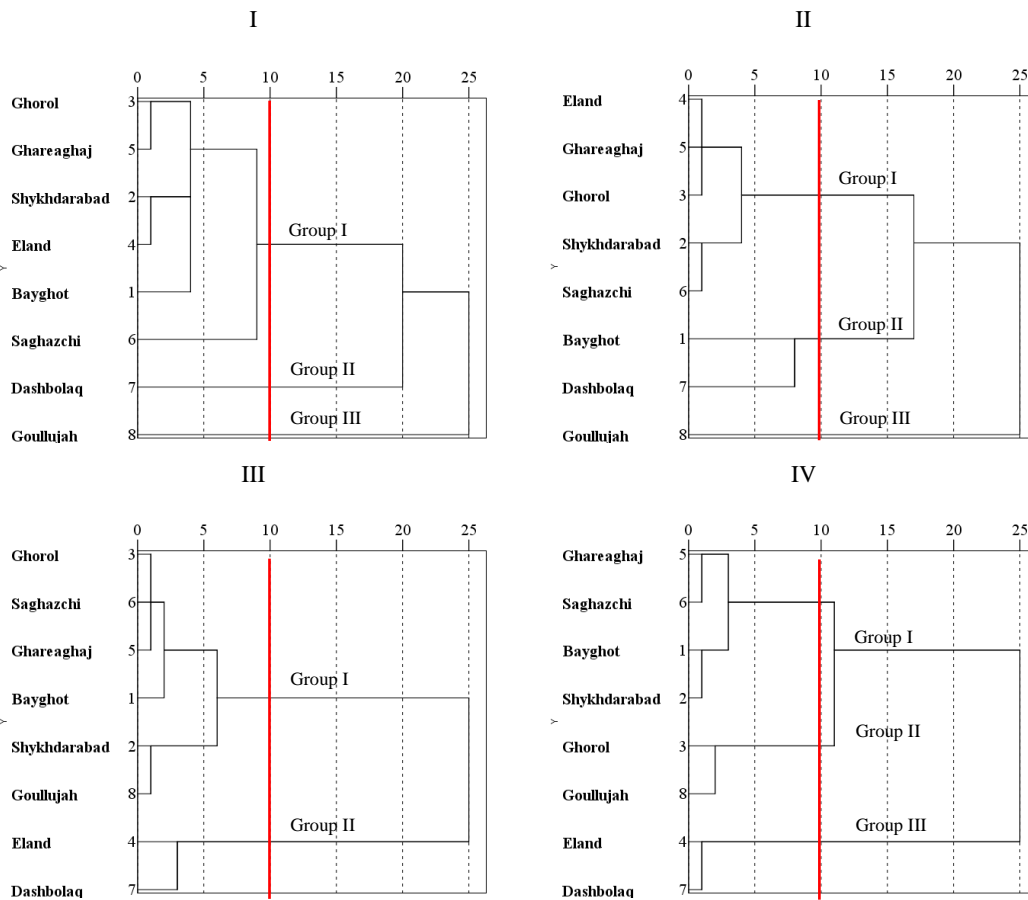 I
0 5 10 15 20 25
Ghorol 3
Ghareaghaj 5
Shykhdarabad 2
Eland 4
Bayghot 1
Saghazchi 6
Dashbolaq 7
Goullujah 8
Y
Group I
Group II
Group III
II
0 5 10 15 20 25
Eland 4
Ghareaghaj 5
Ghorol 3
Shykhdarabad 2
Saghazchi 6
Bayghot 1
Dashbolaq 7
Goullujah 8
Y
Group I
Group II
Group III
III
0 5 10 15 20 25
Ghorol 3
Saghazchi 6
Ghareaghaj 5
Bayghot 1
Shykhdarabad 2
Goullujah 8
Eland 4
Dashbolaq 7
Y
Group I
Group II
IV
0 5 10 15 20 25
Ghareaghaj 5
Saghazchi 6
Bayghot 1
Shykhdarabad 2
Ghorol 3
Goullujah 8
Eland 4
Dashbolaq 7
Y
Group I
Group II
Group III